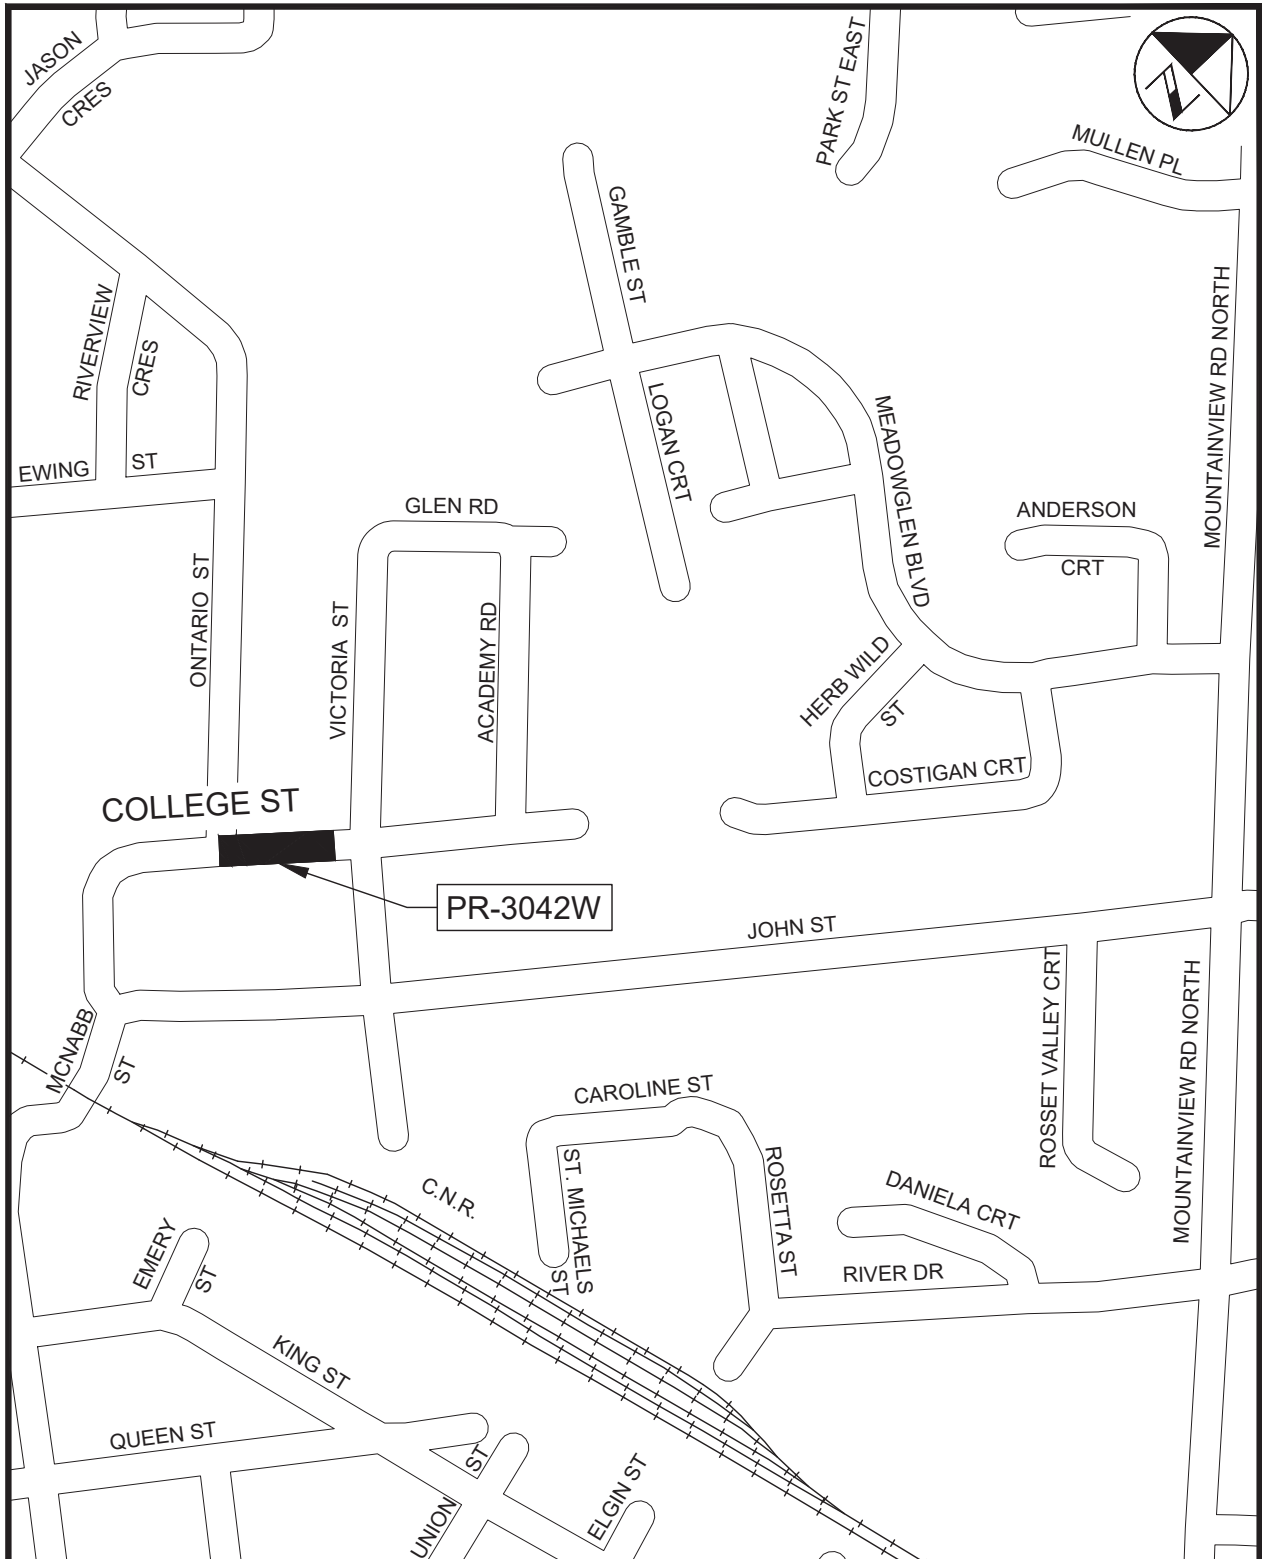 JASON
CRES
PARK ST EAST
MULLEN PL
GAMBLE ST
MOUNTAINVIEW RD NORTH
RIVERVIEW
CRES
LOGAN CRT
MEADOWGLEN BLVD
EWING
ST
GLEN RD
ANDERSON
CRT
ONTARIO ST
VICTORIA ST
ACADEMY RD
HERB WILD
ST
COSTIGAN CRT
COLLEGE ST
PR-3042W
JOHN ST
ROSSET VALLEY CRT
MOUNTAINVIEW RD NORTH
MCNABB
ST
CAROLINE ST
C.N.R.
ST. MICHAELS
ST
ROSETTA ST
DANIELA CRT
RIVER DR
EMERY
ST
KING ST
QUEEN ST
UNION
ST
ELGIN ST